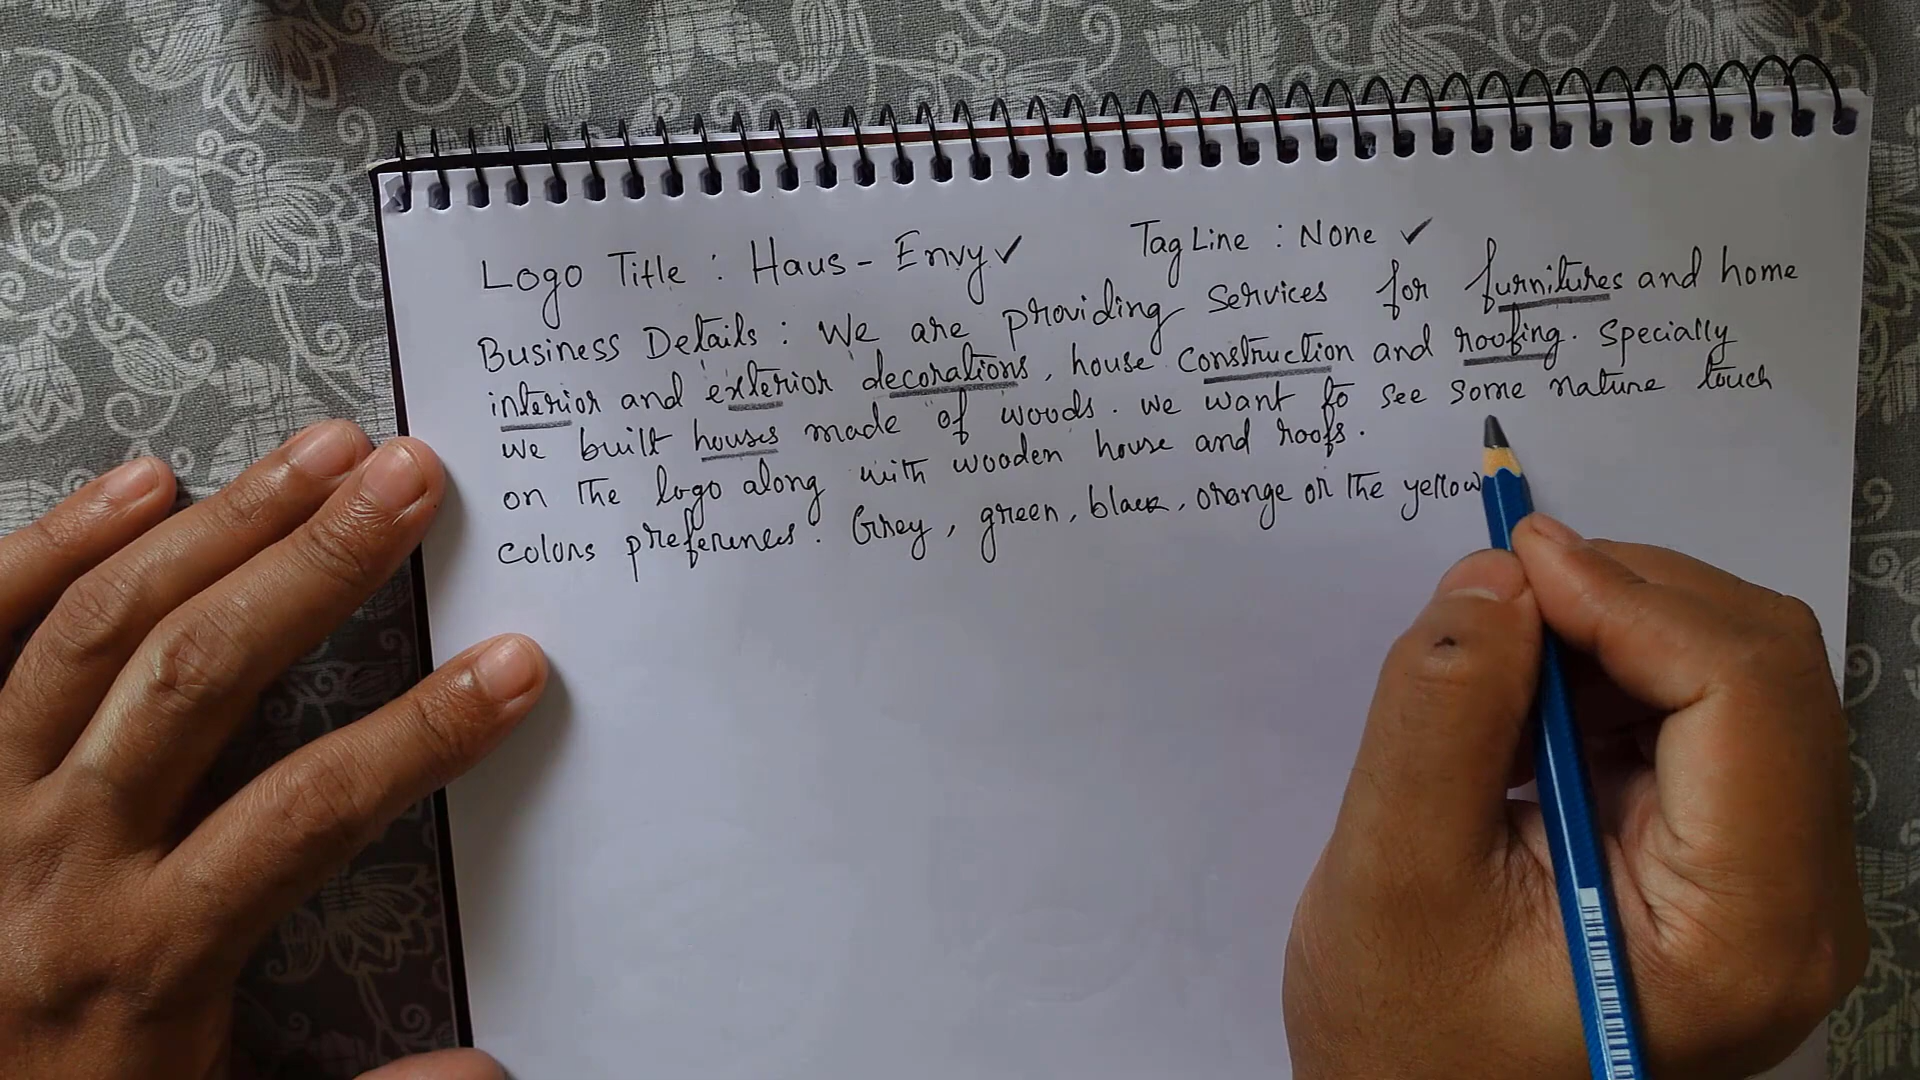 Logo Title : Haus - Envy ✓ TagLine : None ✓
Business Details : We are providing services for furnitures and home
interior and exterior decorations, house construction and roofing. Specially
we built houses made of woods. We want to see some nature touch
on the logo along with wooden house and roofs.
colors preferences. Grey, green, black, orange or the yellow